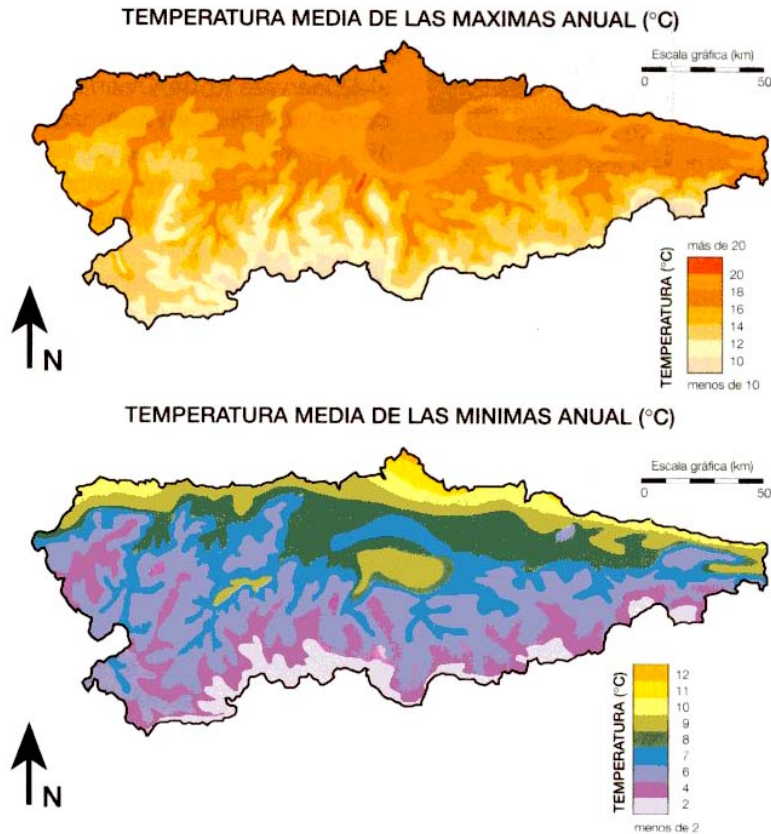 TEMPERATURA MEDIA DE LAS MAXIMAS ANUAL (°C)
Escala gráfica (km)
0 50
más de 20
TEMPERATURA (°C)
20
18
16
14
12
10
menos de 10
N
TEMPERATURA MEDIA DE LAS MINIMAS ANUAL (°C)
Escala gráfica (km)
0 50
TEMPERATURA (°C)
12
11
10
9
8
7
6
4
2
menos de 2
N